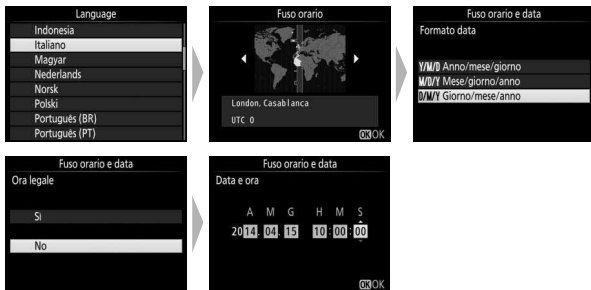 Language
Indonesia
Italiano
Magyar
Nederlands
Norsk
Polski
Português (BR)
Português (PT)
Fuso orario
London, Casablanca
UTC 0
OK OK
Fuso orario e data
Formato data
Y/M/D Anno/mese/giorno
M/D/Y Mese/giorno/anno
D/M/Y Giorno/mese/anno
Fuso orario e data
Ora legale
Sì
No
Fuso orario e data
Data e ora
A M G H M S
2014. 04. 15 10:00:00
OK OK